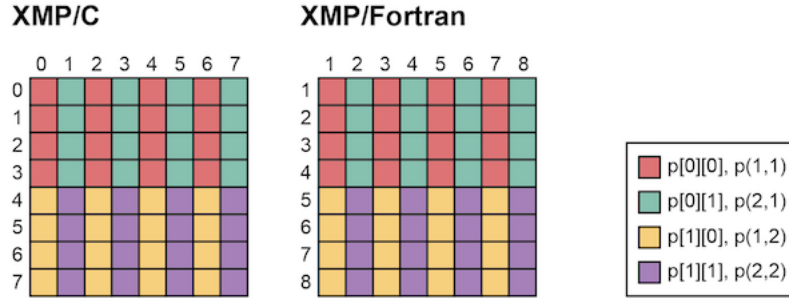 XMP/C
0 1 2 3 4 5 6 7
0
1
2
3
4
5
6
7
XMP/Fortran
1 2 3 4 5 6 7 8
1
2
3
4
5
6
7
8
p[0][0], p(1,1)
p[0][1], p(2,1)
p[1][0], p(1,2)
p[1][1], p(2,2)